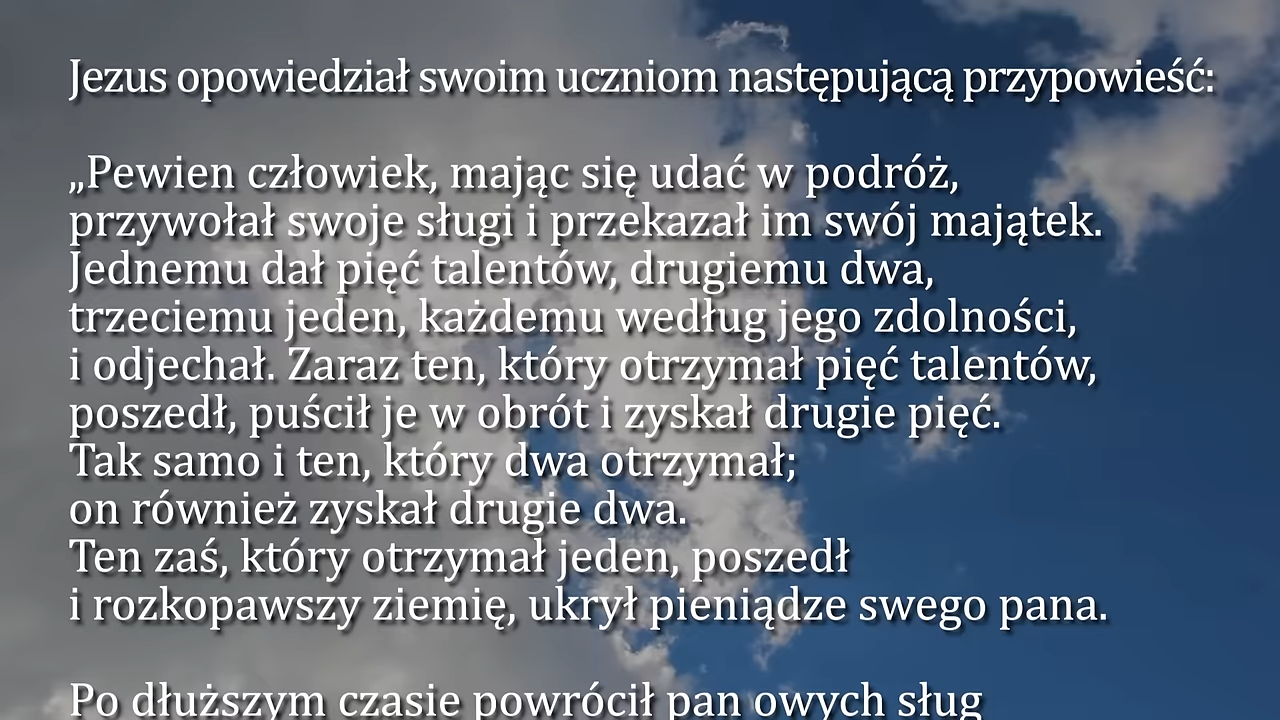 Jezus opowiedział swoim uczniom następującą przypowieść:
„Pewien człowiek, mając się udać w podróż,
przywołał swoje sługi i przekazał im swój majątek.
Jednemu dał pięć talentów, drugiemu dwa,
trzeciemu jeden, każdemu według jego zdolności,
i odjechał. Zaraz ten, który otrzymał pięć talentów,
poszedł, puścił je w obrót i zyskał drugie pięć.
Tak samo i ten, który dwa otrzymał;
on również zyskał drugie dwa.
Ten zaś, który otrzymał jeden, poszedł
i rozkopawszy ziemię, ukrył pieniądze swego pana.
Po dłuższym czasie powrócił pan owych sług